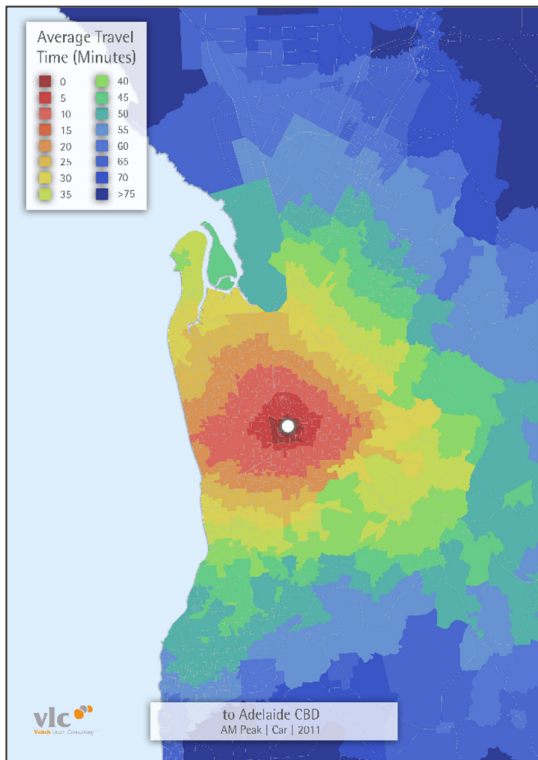 Average Travel
Time (Minutes)
0
5
10
15
20
25
30
35
40
45
50
55
60
65
70
>75
vlc
Veitch Lister Consulting
to Adelaide CBD
AM Peak | Car | 2011